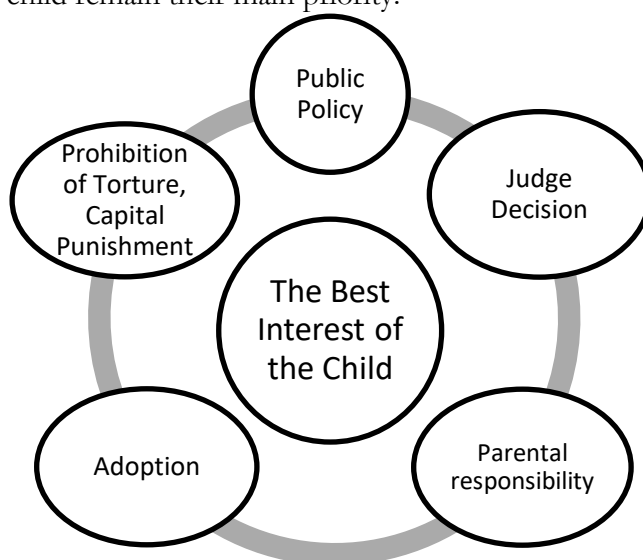 child remain their main priority.
Public
Policy
Prohibition
of Torture,
Capital
Punishment
Judge
Decision
The Best
Interest of
the Child
Adoption
Parental
responsibility